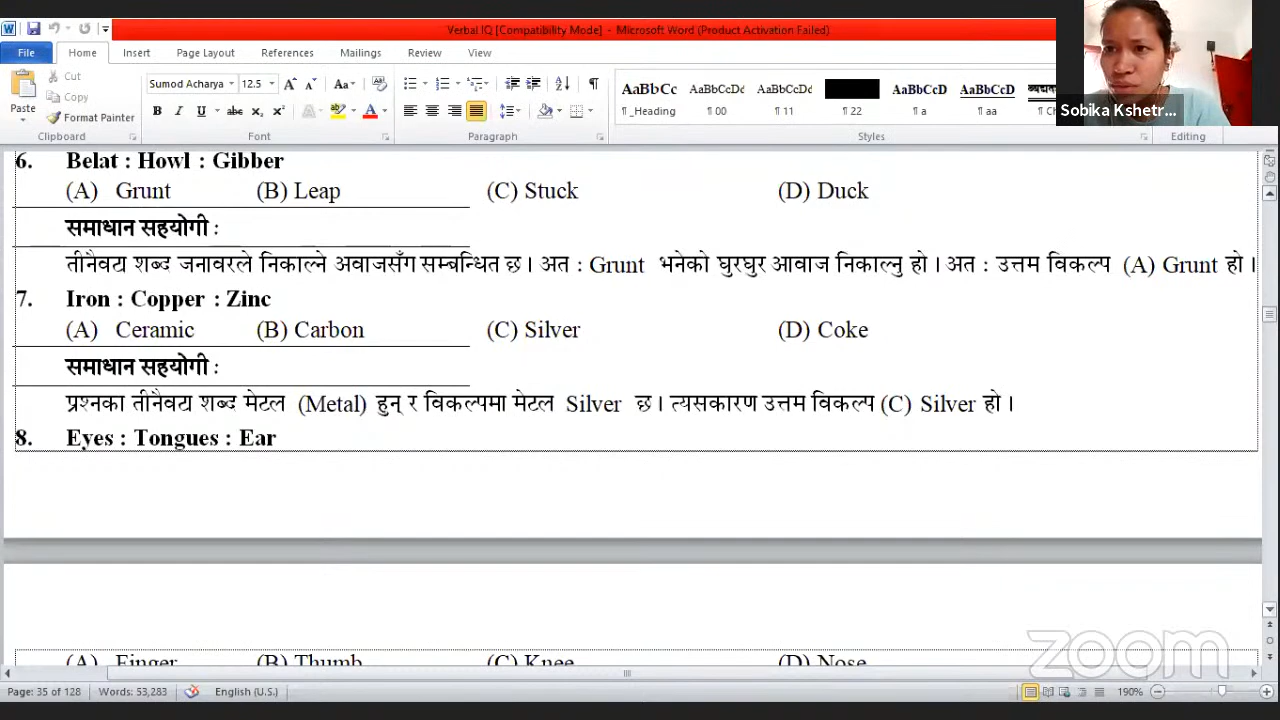 Verbal IQ [Compatibility Mode] - Microsoft Word (Product Activation Failed)
File Home Insert Page Layout References Mailings Review View
Sobika Kshetr...
Paste
Cut
Copy
Format Painter
Sumod Acharya 12.5
AaBbCc AaBbCcDd AaBbCcDd AaBbCcD AaBbCcD
¶ _Heading ¶ 00 ¶ 11 ¶ 22 ¶ a ¶ aa
Clipboard Font Paragraph Styles Editing
6. Belat : Howl : Gibber
(A) Grunt (B) Leap (C) Stuck (D) Duck
समाधान सहयोगी :
तीनैवटा शब्द जनावरले निकाल्ने अवाजसँग सम्बन्धित छ । अत : Grunt भनेको घुरघुर आवाज निकाल्नु हो । अत : उत्तम विकल्प (A) Grunt हो ।
7. Iron : Copper : Zinc
(A) Ceramic (B) Carbon (C) Silver (D) Coke
समाधान सहयोगी :
प्रश्नका तीनैवटा शब्द मेटल (Metal) हुन् र विकल्पमा मेटल Silver छ । त्यसकारण उत्तम विकल्प (C) Silver हो ।
8. Eyes : Tongues : Ear
(A) Finger (B) Thumb (C) Knee (D) Nose
zoom
Page: 35 of 128 Words: 53,283 English (U.S.) 190%